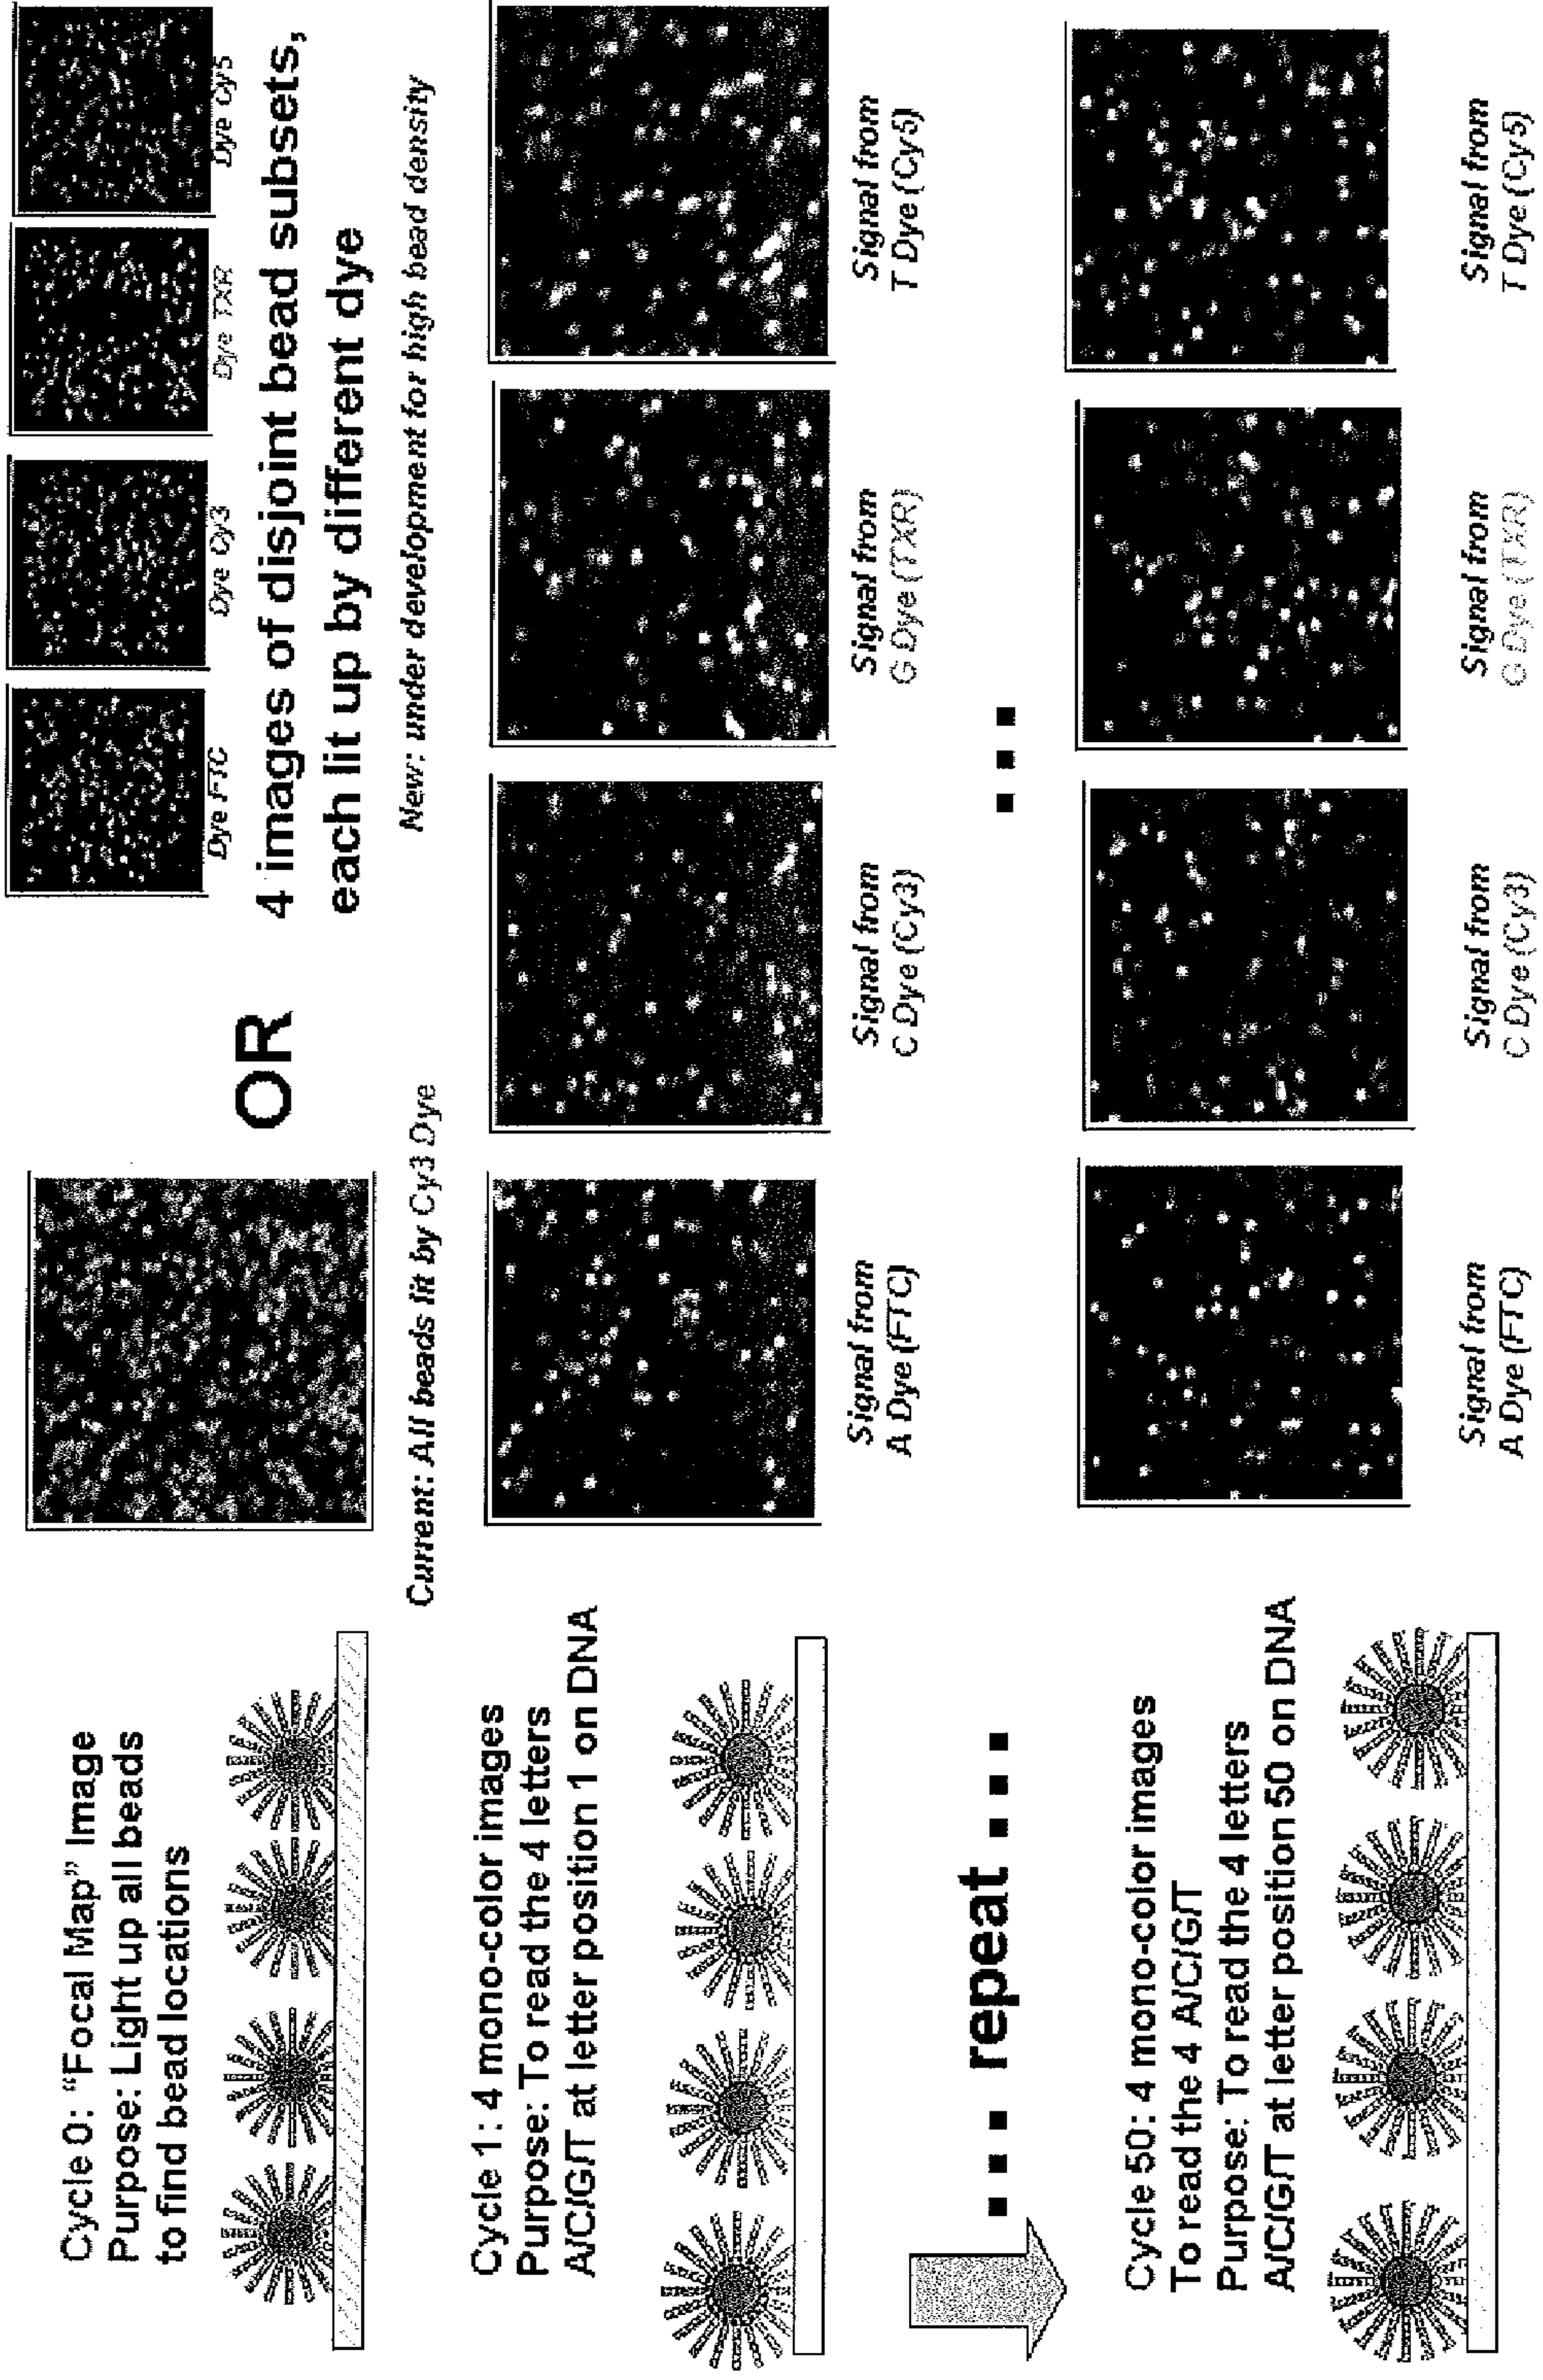 Cycle 0: "Focal Map" Image
Purpose: Light up all beads
to find bead locations
Current: All beads lit by Cy3 Dye
OR
Dye FTC
Dye Cy3
Dye TXR
Dye Cy5
4 images of disjoint bead subsets,
each lit up by different dye
New: under development for high bead density
Cycle 1: 4 mono-color images
Purpose: To read the 4 letters
A/C/G/T at letter position 1 on DNA
Signal from
A Dye (FTC)
Signal from
C Dye (Cy3)
Signal from
G Dye (TXR)
Signal from
T Dye (Cy5)
... repeat ...
...
Cycle 50: 4 mono-color images
To read the 4 A/C/G/T
Purpose: To read the 4 letters
A/C/G/T at letter position 50 on DNA
Signal from
A Dye (FTC)
Signal from
C Dye (Cy3)
Signal from
G Dye (TXR)
Signal from
T Dye (Cy5)